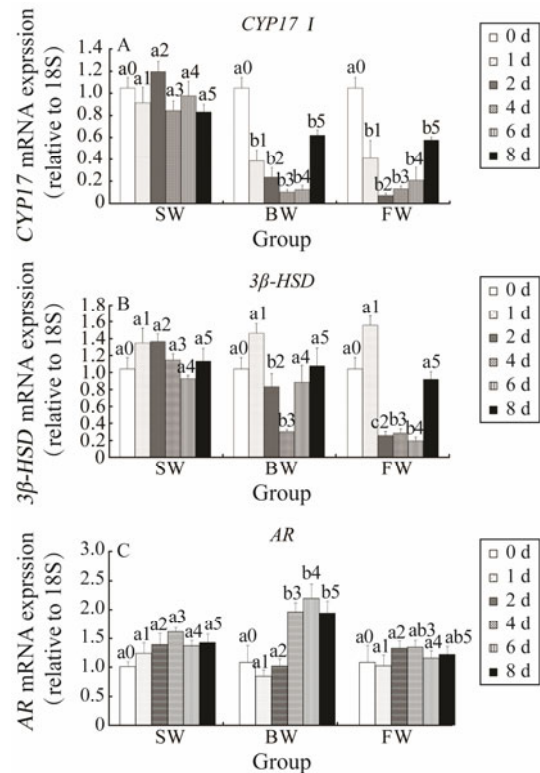 CYP17 I
A
CYP17 mRNA exprssion
(relative to 18S)
1.4
1.2
1.0
0.8
0.6
0.4
0.2
0
a0 a1 a2 a3 a4 a5
a0 b1 b2 b3 b4 b5
a0 b1 b2 b3 b4 b5
SW BW FW
Group
0 d
1 d
2 d
4 d
6 d
8 d
3β-HSD
B
3β-HSD mRNA exprssion
(relative to 18S)
1.8
1.6
1.4
1.2
1.0
0.8
0.6
0.4
0.2
0
a0 a1 a2 a3 a4 a5
a0 a1 b2 b3 a4 a5
a0 a1 c2 b3 b4 a5
SW BW FW
Group
0 d
1 d
2 d
4 d
6 d
8 d
AR
C
AR mRNA exprssion
(relative to 18S)
3.0
2.5
2.0
1.5
1.0
0.5
0.0
a0 a1 a2 a3 a4 a5
a0 a1 a2 b3 b4 b5
a0 a1 a2 ab3 a4 ab5
SW BW FW
Group
0 d
1 d
2 d
4 d
6 d
8 d